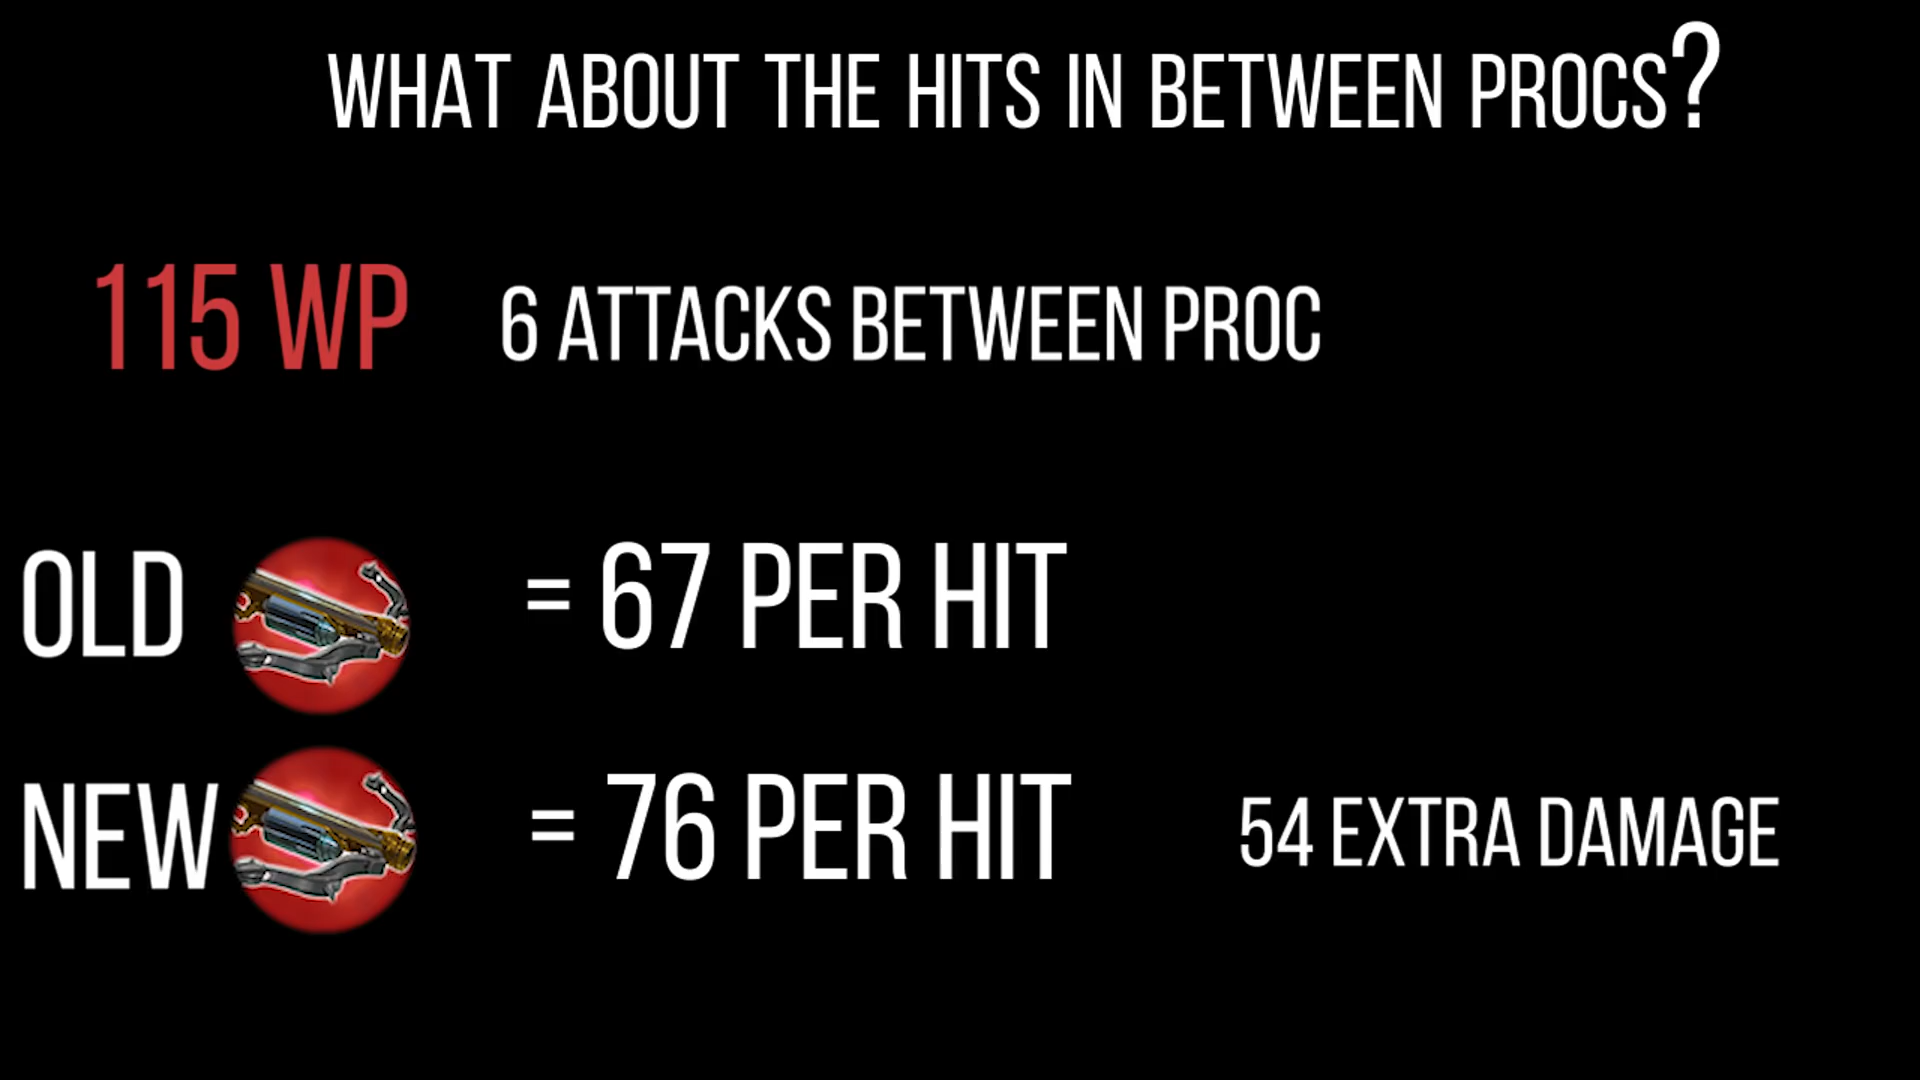 WHAT ABOUT THE HITS IN BETWEEN PROCS?
115 WP 6 ATTACKS BETWEEN PROC
OLD = 67 PER HIT
NEW = 76 PER HIT 54 EXTRA DAMAGE